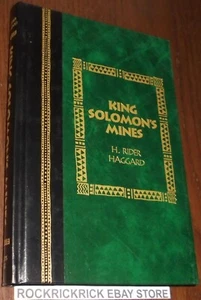 KING
SOLOMON'S
MINES
H. RIDER
HAGGARD
ROCKRICKRICK EBAY STORE